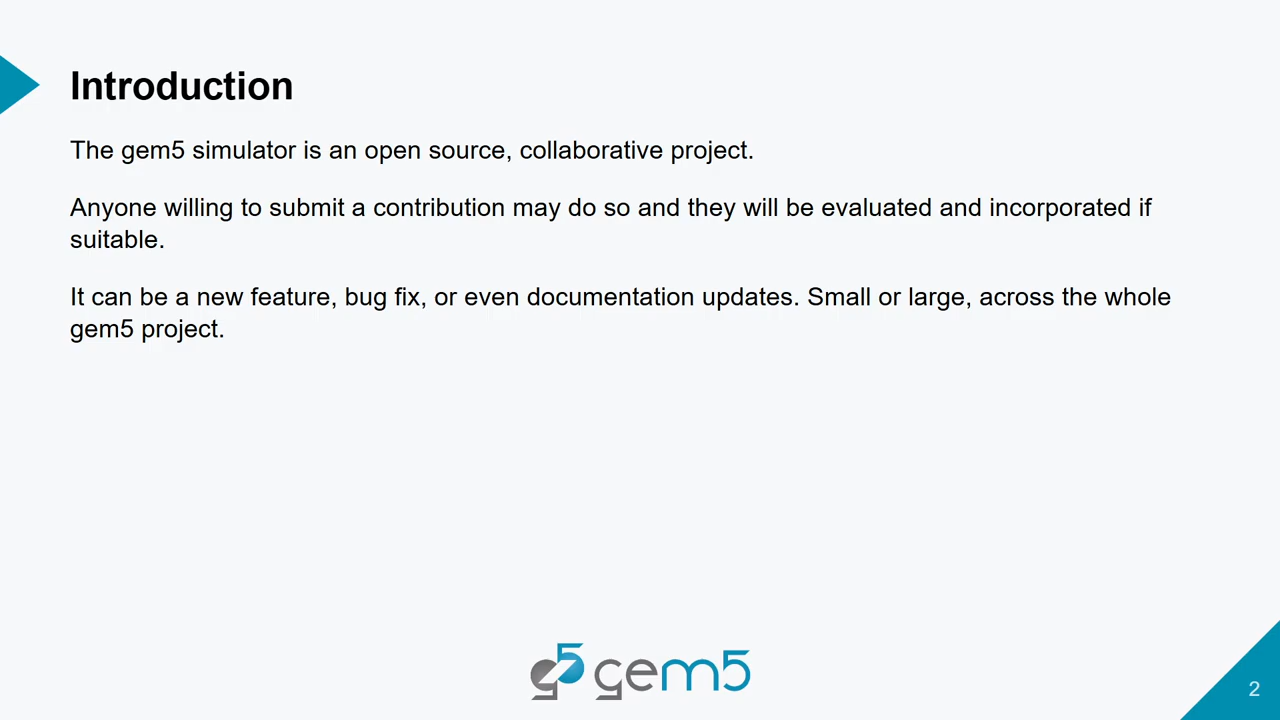 Introduction
The gem5 simulator is an open source, collaborative project.
Anyone willing to submit a contribution may do so and they will be evaluated and incorporated if
suitable.
It can be a new feature, bug fix, or even documentation updates. Small or large, across the whole
gem5 project.
g5 gem5
2